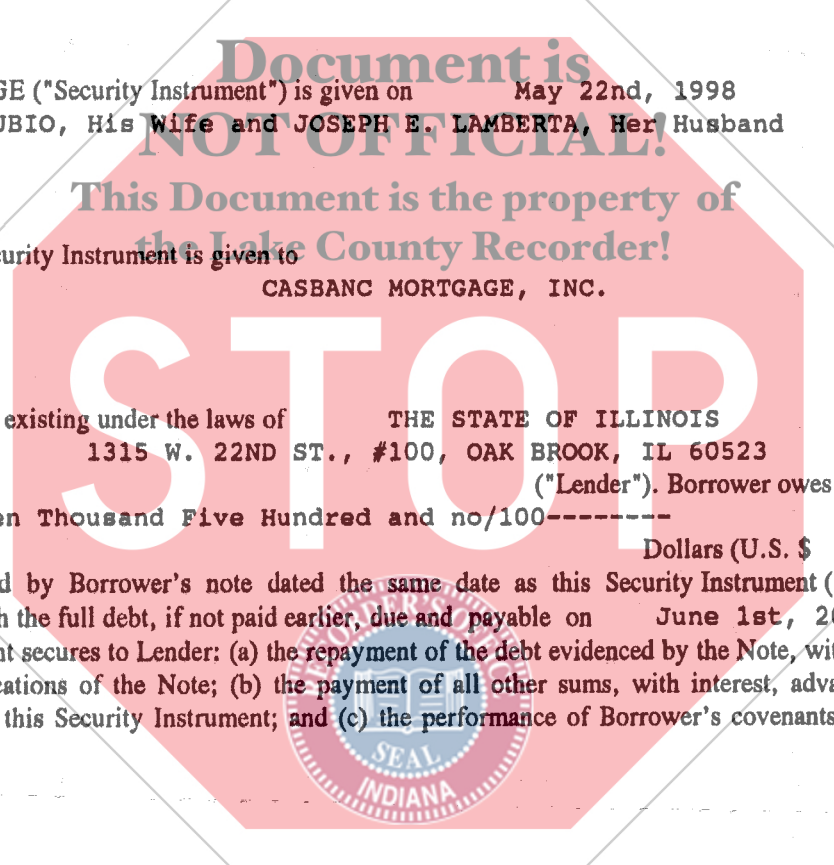 Document is
GE ("Security Instrument") is given on May 22nd, 1998
UBIO, His Wife and JOSEPH E. LAMBERTA, Her Husband
NOT OFFICIAL!
This Document is the property of
the Lake County Recorder!
curity Instrument is given to
CASBANC MORTGAGE, INC.
STOP
existing under the laws of THE STATE OF ILLINOIS
1315 W. 22ND ST., #100, OAK BROOK, IL 60523
("Lender"). Borrower owes
en Thousand Five Hundred and no/100--------
Dollars (U.S. $
d by Borrower's note dated the same date as this Security Instrument (
h the full debt, if not paid earlier, due and payable on June 1st, 20
nt secures to Lender: (a) the repayment of the debt evidenced by the Note, wit
cations of the Note; (b) the payment of all other sums, with interest, adva
this Security Instrument; and (c) the performance of Borrower's covenants
SEAL
INDIANA